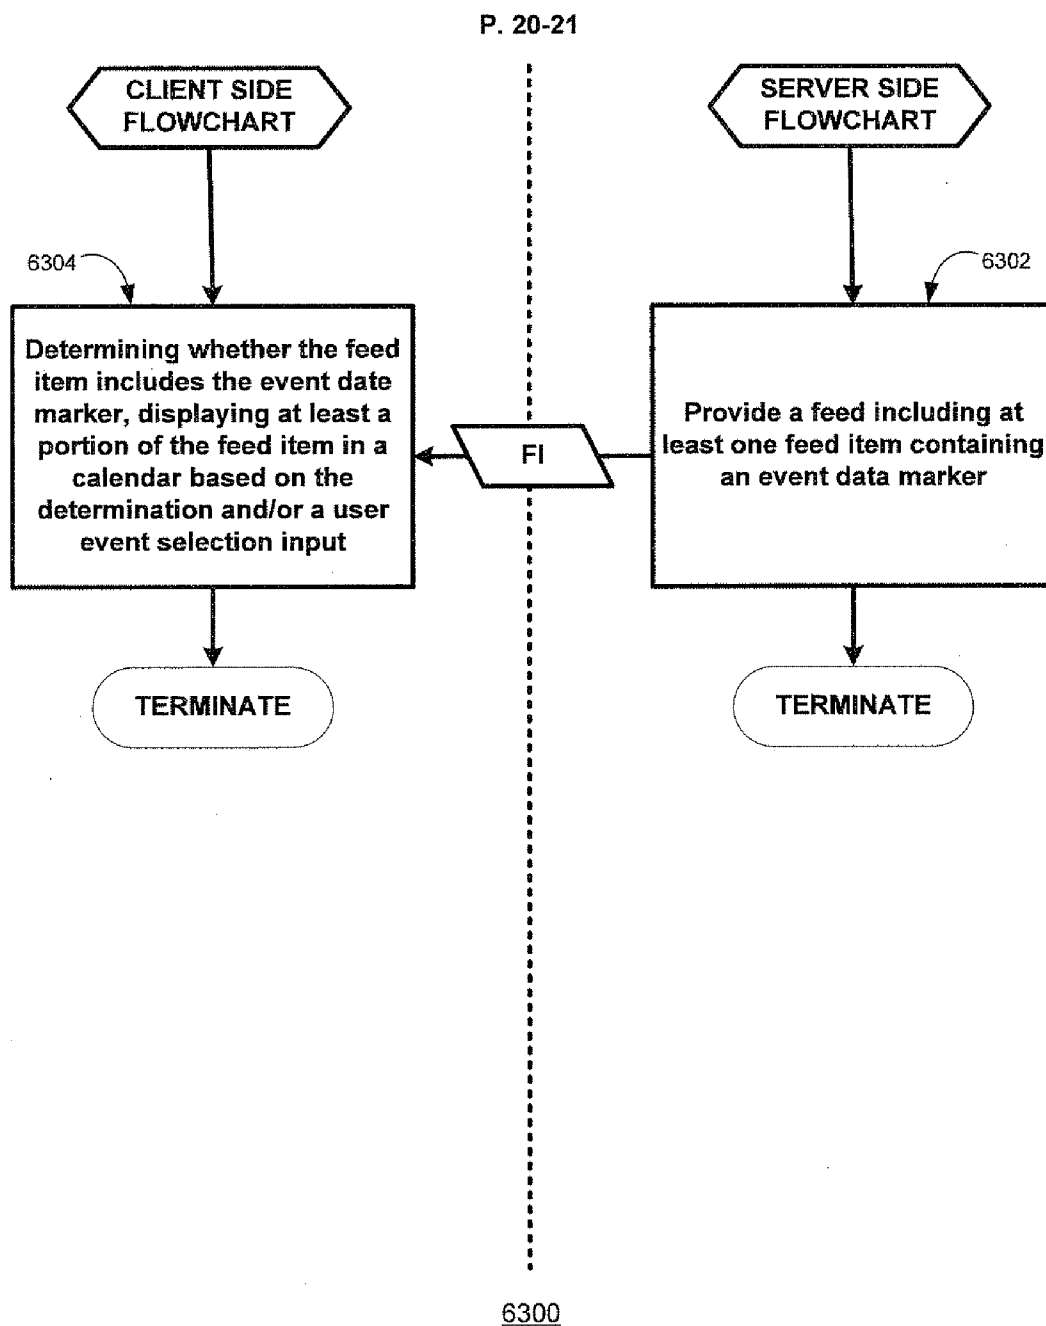 P. 20-21
CLIENT SIDE
FLOWCHART
SERVER SIDE
FLOWCHART
6304
6302
Determining whether the feed
item includes the event date
marker, displaying at least a
portion of the feed item in a
calendar based on the
determination and/or a user
event selection input
FI
Provide a feed including at
least one feed item containing
an event data marker
TERMINATE
TERMINATE
6300